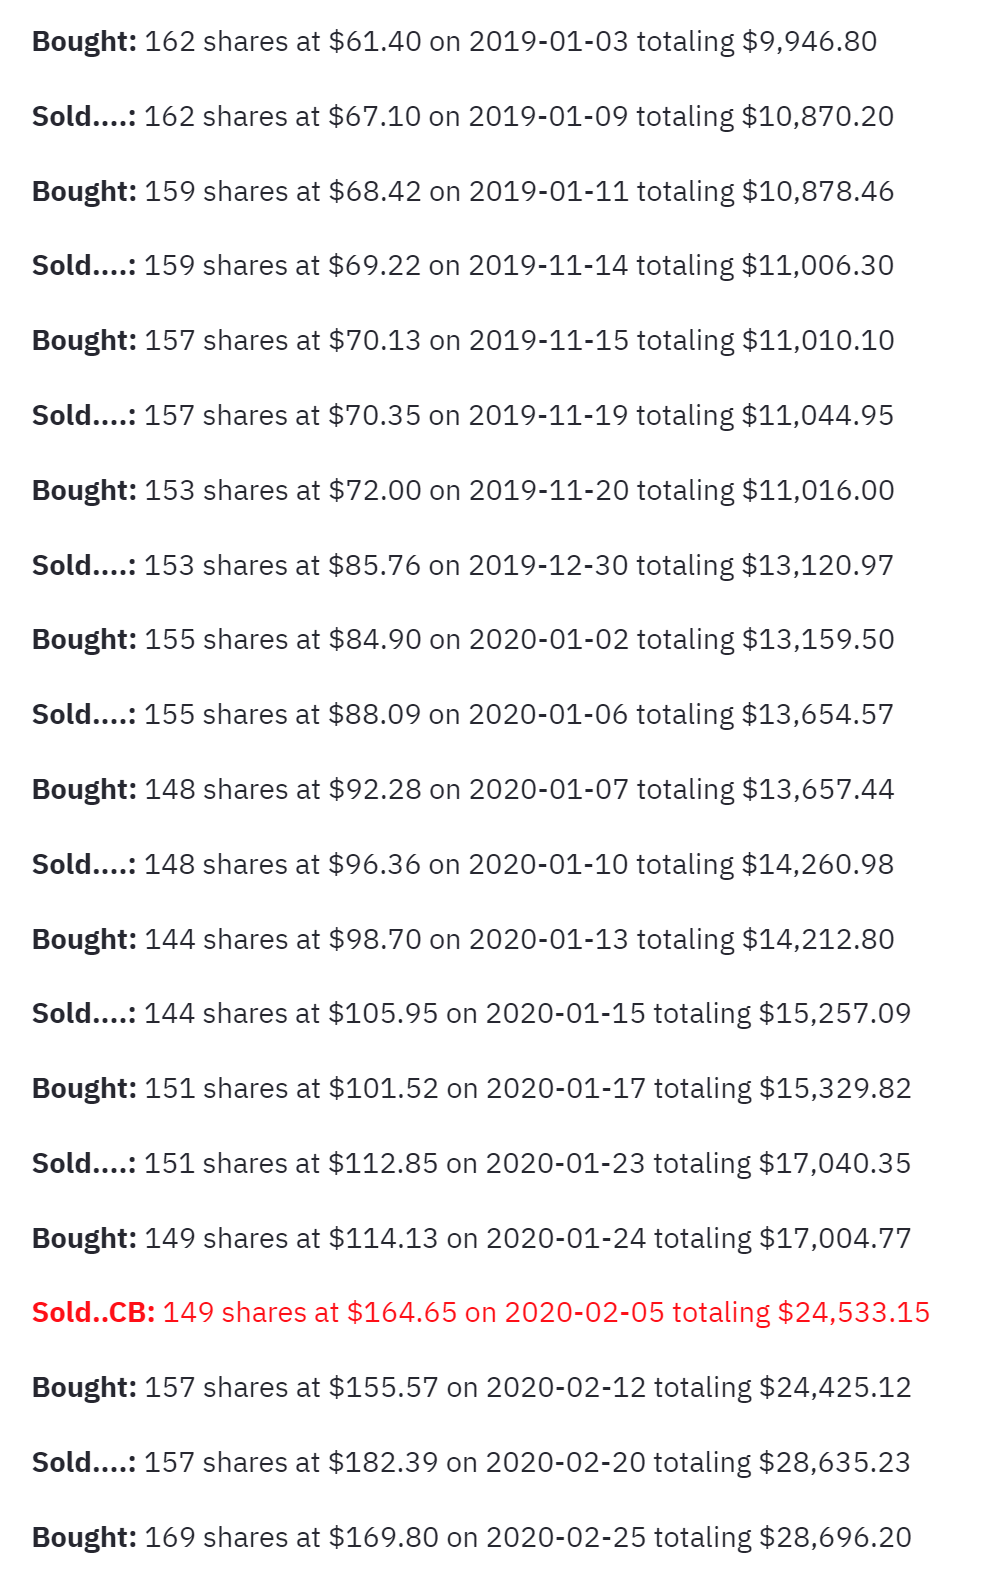 Bought: 162 shares at $61.40 on 2019-01-03 totaling $9,946.80
Sold....: 162 shares at $67.10 on 2019-01-09 totaling $10,870.20
Bought: 159 shares at $68.42 on 2019-01-11 totaling $10,878.46
Sold....: 159 shares at $69.22 on 2019-11-14 totaling $11,006.30
Bought: 157 shares at $70.13 on 2019-11-15 totaling $11,010.10
Sold....: 157 shares at $70.35 on 2019-11-19 totaling $11,044.95
Bought: 153 shares at $72.00 on 2019-11-20 totaling $11,016.00
Sold....: 153 shares at $85.76 on 2019-12-30 totaling $13,120.97
Bought: 155 shares at $84.90 on 2020-01-02 totaling $13,159.50
Sold....: 155 shares at $88.09 on 2020-01-06 totaling $13,654.57
Bought: 148 shares at $92.28 on 2020-01-07 totaling $13,657.44
Sold....: 148 shares at $96.36 on 2020-01-10 totaling $14,260.98
Bought: 144 shares at $98.70 on 2020-01-13 totaling $14,212.80
Sold....: 144 shares at $105.95 on 2020-01-15 totaling $15,257.09
Bought: 151 shares at $101.52 on 2020-01-17 totaling $15,329.82
Sold....: 151 shares at $112.85 on 2020-01-23 totaling $17,040.35
Bought: 149 shares at $114.13 on 2020-01-24 totaling $17,004.77
Sold..CB: 149 shares at $164.65 on 2020-02-05 totaling $24,533.15
Bought: 157 shares at $155.57 on 2020-02-12 totaling $24,425.12
Sold....: 157 shares at $182.39 on 2020-02-20 totaling $28,635.23
Bought: 169 shares at $169.80 on 2020-02-25 totaling $28,696.20